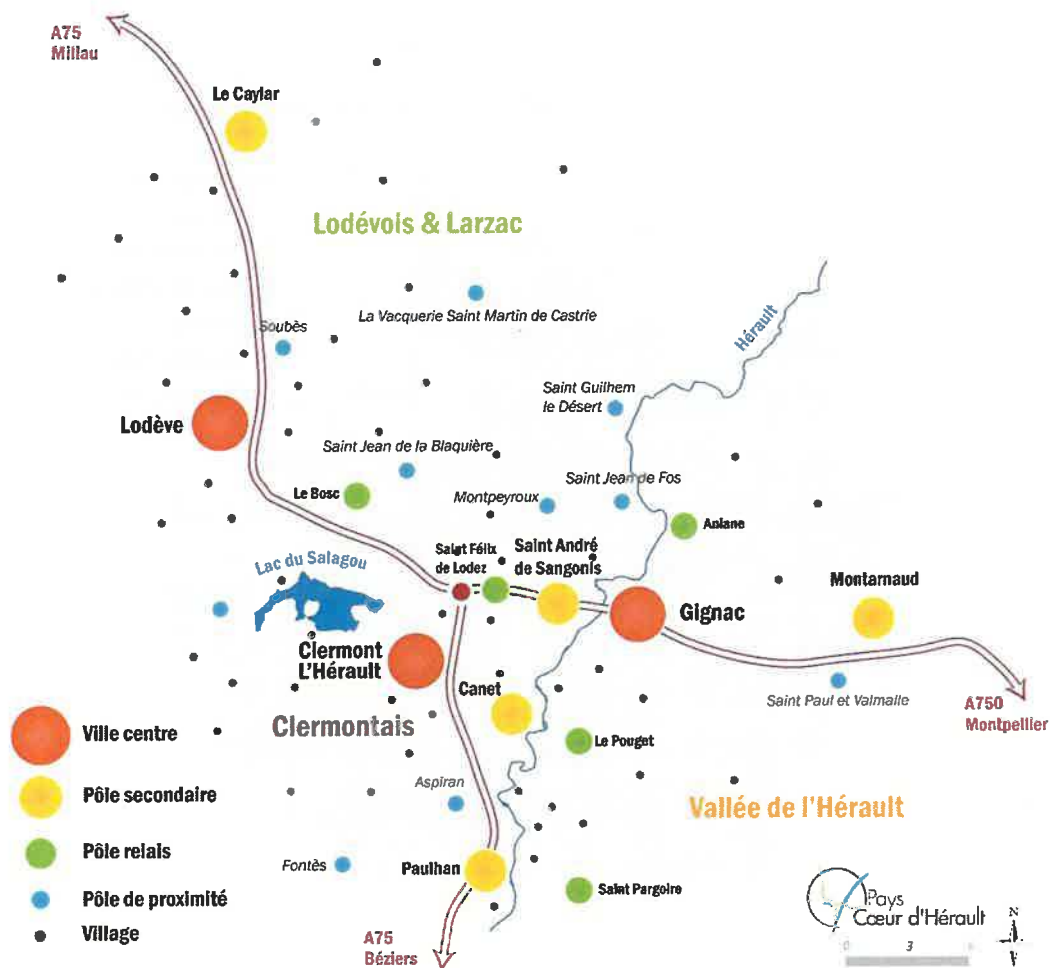 A75
Millau
Le Caylar
Lodévois & Larzac
La Vacquerie Saint Martin de Castrie
Soubès
Hérault
Saint Guilhem
le Désert
Lodève
Saint Jean de la Blaquière
Saint Jean de Fos
Le Bosc
Montpeyroux
Aniane
Saint Félix
de Lodez
Saint André
de Sangonis
Lac du Salagou
Montarnaud
Gignac
Clermont
L'Hérault
Canet
Saint Paul et Valmalle
A750
Montpellier
Clermontais
Ville centre
Le Pouget
Pôle secondaire
Aspiran
Vallée de l'Hérault
Pôle relais
Fontès
Paulhan
Saint Pargoire
Pôle de proximité
Village
A75
Béziers
Pays
Cœur d'Hérault
N
0 3